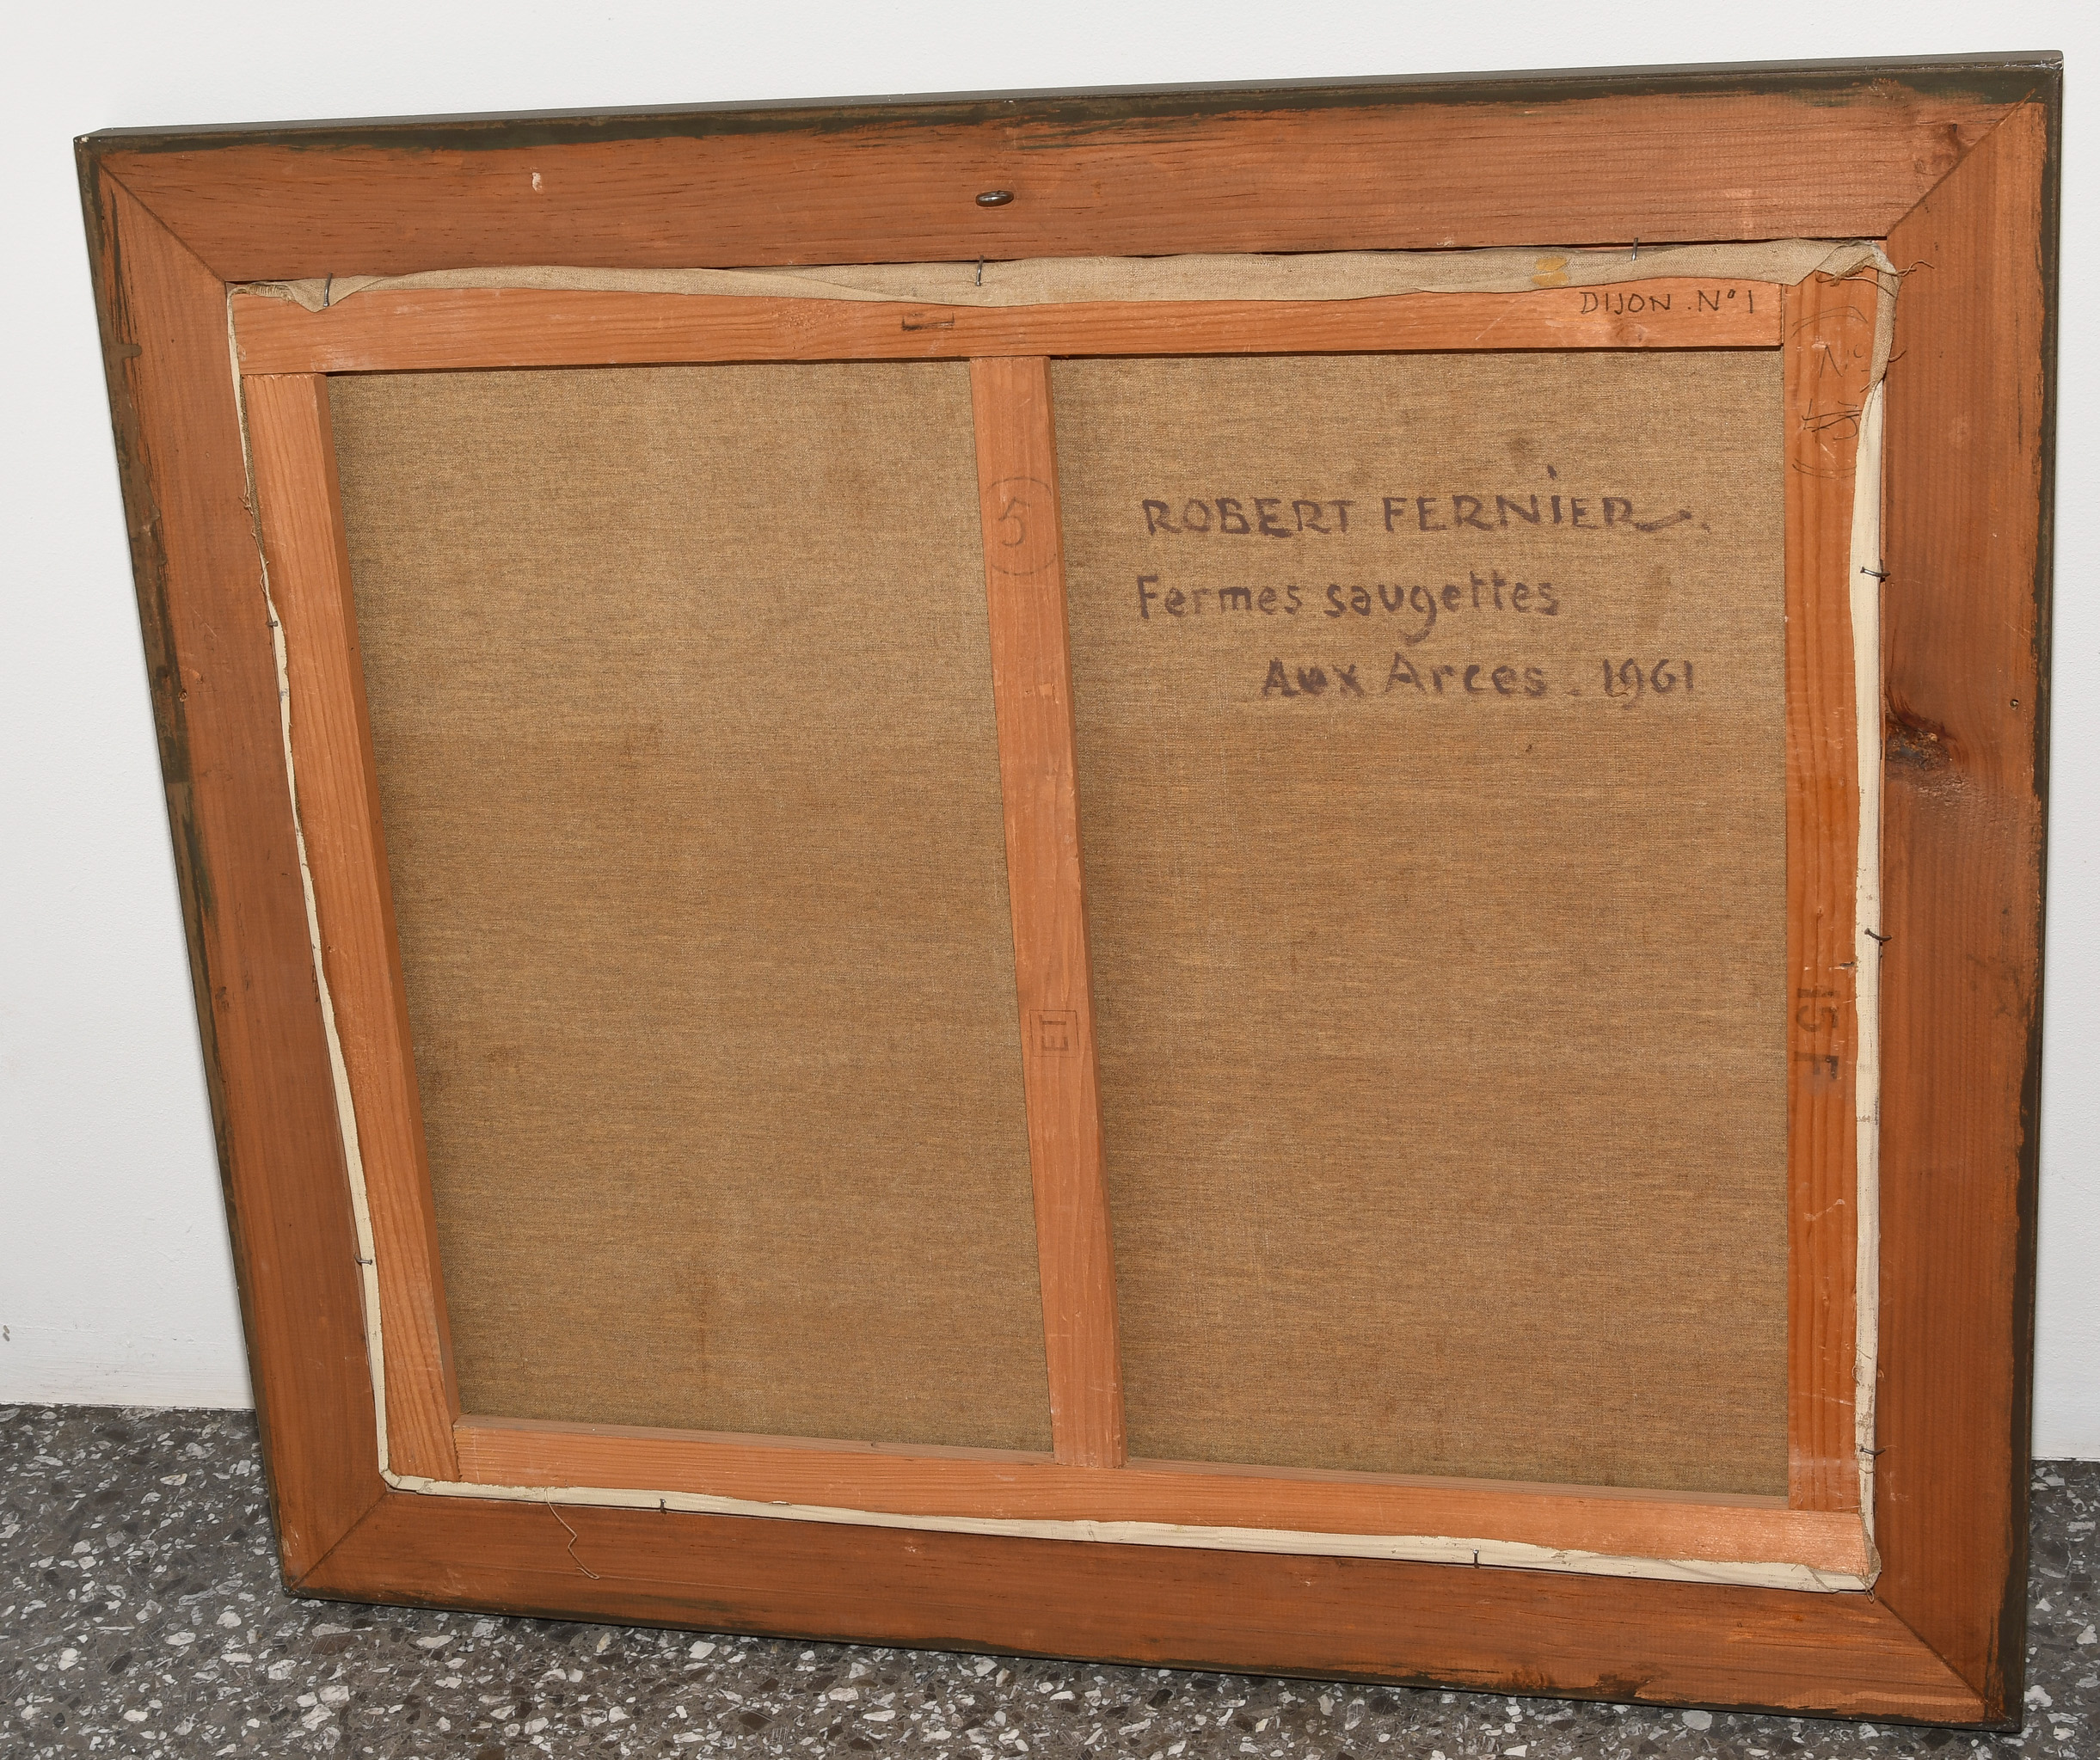 DIJON . N° 1
N°
5
ROBERT FERNIER.
Fermes saugettes
Aux Arces . 1961
15 F